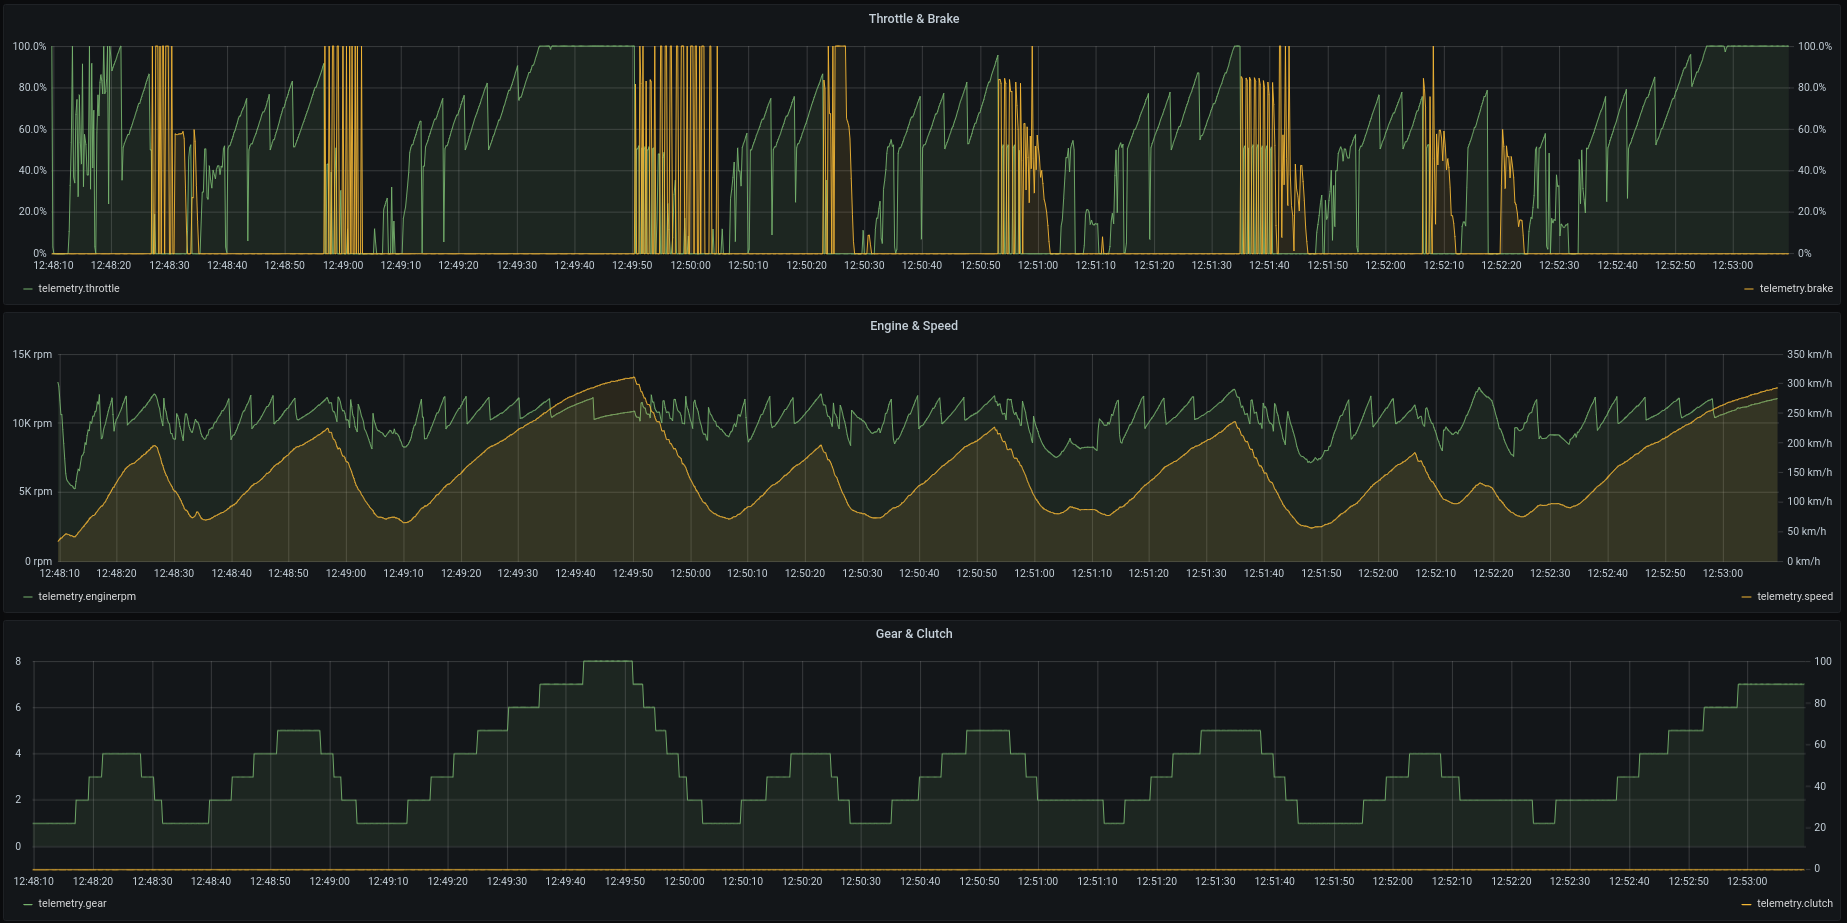 Throttle & Brake
100.0%
80.0%
60.0%
40.0%
20.0%
0%
100.0%
80.0%
60.0%
40.0%
20.0%
0%
12:48:10 12:48:20 12:48:30 12:48:40 12:48:50 12:49:00 12:49:10 12:49:20 12:49:30 12:49:40 12:49:50 12:50:00 12:50:10 12:50:20 12:50:30 12:50:40 12:50:50 12:51:00 12:51:10 12:51:20 12:51:30 12:51:40 12:51:50 12:52:00 12:52:10 12:52:20 12:52:30 12:52:40 12:52:50 12:53:00
telemetry.throttle
telemetry.brake
Engine & Speed
15K rpm
10K rpm
5K rpm
0 rpm
350 km/h
300 km/h
250 km/h
200 km/h
150 km/h
100 km/h
50 km/h
0 km/h
12:48:10 12:48:20 12:48:30 12:48:40 12:48:50 12:49:00 12:49:10 12:49:20 12:49:30 12:49:40 12:49:50 12:50:00 12:50:10 12:50:20 12:50:30 12:50:40 12:50:50 12:51:00 12:51:10 12:51:20 12:51:30 12:51:40 12:51:50 12:52:00 12:52:10 12:52:20 12:52:30 12:52:40 12:52:50 12:53:00
telemetry.enginerpm
telemetry.speed
Gear & Clutch
8
6
4
2
0
100
80
60
40
20
0
12:48:10 12:48:20 12:48:30 12:48:40 12:48:50 12:49:00 12:49:10 12:49:20 12:49:30 12:49:40 12:49:50 12:50:00 12:50:10 12:50:20 12:50:30 12:50:40 12:50:50 12:51:00 12:51:10 12:51:20 12:51:30 12:51:40 12:51:50 12:52:00 12:52:10 12:52:20 12:52:30 12:52:40 12:52:50 12:53:00
telemetry.gear
telemetry.clutch